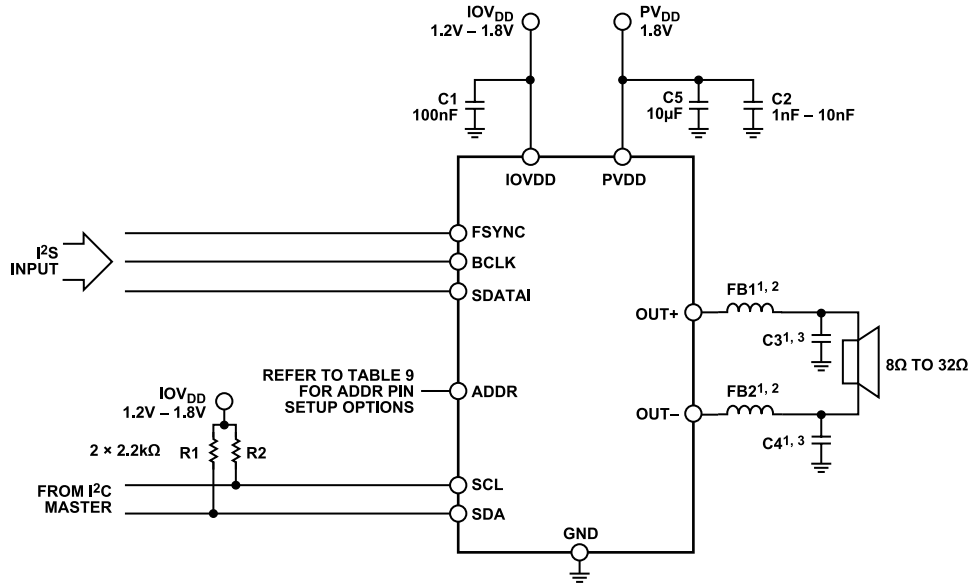 IOVDD
1.2V – 1.8V
PVDD
1.8V
C1
100nF
C5
10µF
C2
1nF – 10nF
IOVDD
PVDD
I²S
INPUT
FSYNC
BCLK
SDATAI
OUT+
FB1¹, ²
C3¹, ³
8Ω TO 32Ω
REFER TO TABLE 9
FOR ADDR PIN
SETUP OPTIONS
ADDR
OUT–
FB2¹, ²
C4¹, ³
IOVDD
1.2V – 1.8V
2 × 2.2kΩ
R1
R2
FROM I²C
MASTER
SCL
SDA
GND